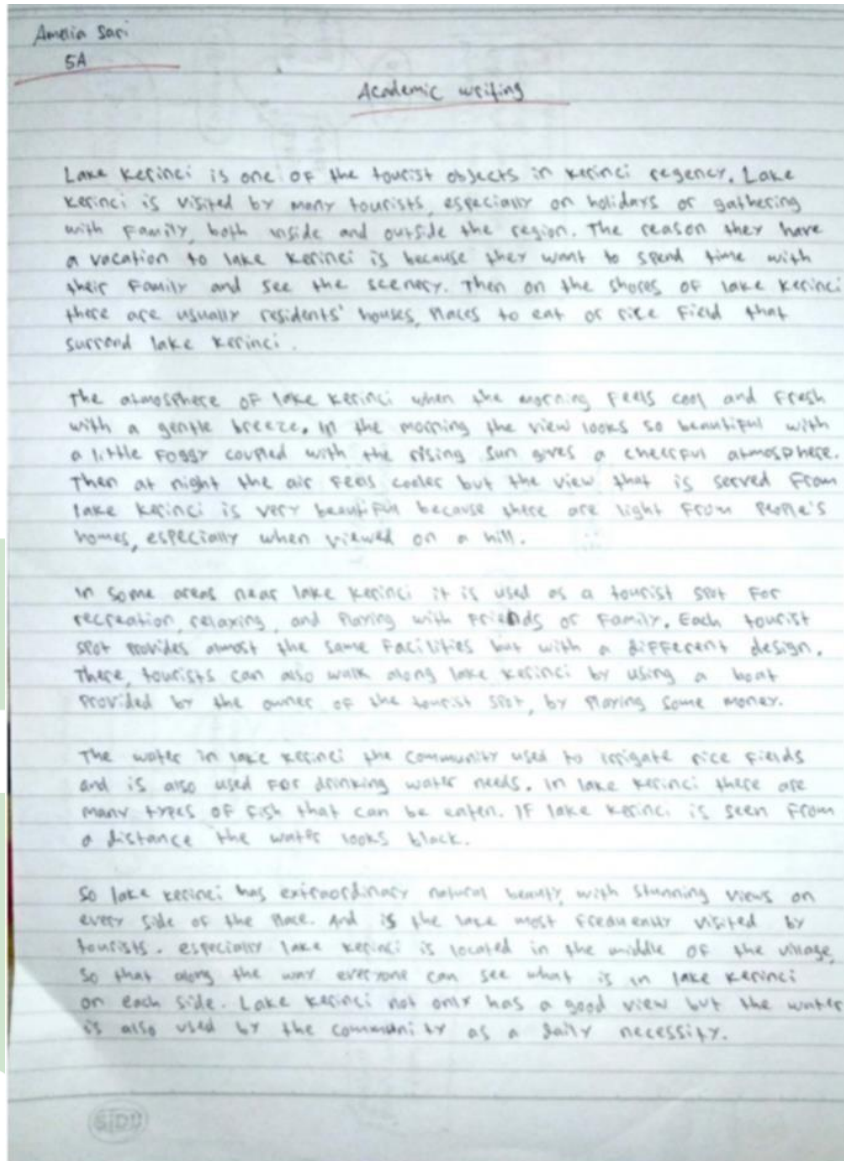 Amelia Sari
5A
Academic writing
Lake Kerinci is one of the tourist objects in Kerinci regency. Lake
Kerinci is visited by many tourists, especially on holidays or gathering
with Family, both inside and outside the region. The reason they have
a vacation to lake Kerinci is because they want to spend time with
their Family and see the scenery. Then on the shores of lake Kerinci
there are usually residents' houses, Places to eat or rice Field that
surrond lake Kerinci.
The atmosphere of lake Kerinci when the morning Feels cool and Fresh
with a gentle breeze. In the morning the view looks so beautiful with
a little Foggy coupled with the rising Sun gives a cheerful atmosphere.
Then at night the air Feels cooler but the view that is served From
lake Kerinci is very beautiful because there are light From People's
homes, especially when viewed on a hill.
In Some areas near lake Kerinci it is used as a tourist spot For
recreation, relaxing, and Playing with Friends or Family. Each tourist
spot Provides almost the same Facilities but with a different design.
There, tourists can also walk along lake Kerinci by using a boat
Provided by the owner of the tourist spot, by Playing Some money.
The water in lake Kerinci the Community used to irrigate rice Fields
and is also used For drinking water needs. In lake Kerinci there are
many types of Fish that can be eaten. IF lake Kerinci is seen From
a distance the water looks black.
So lake Kerinci has extraordinary natural beauty, with Stunning Views on
every Side of the Place. And is the lake most Frequently visited by
tourists. especially lake Kerinci is located in the middle of the village,
So that along the way everyone can see what is in lake Kerinci
on each Side. Lake Kerinci not only has a good view but the water
is also used by the community as a daily necessity.
SIDU